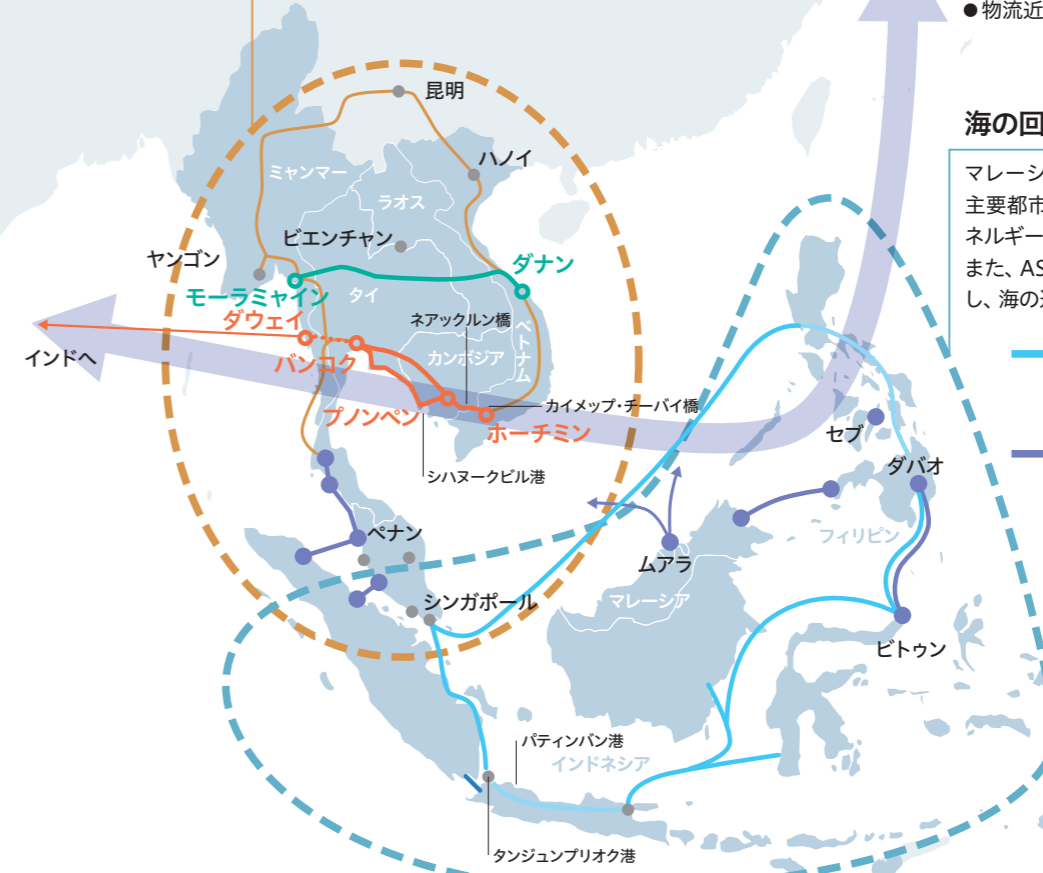 ●物流近
海の回
マレーシ
主要都市
ネルギー
また、AS
し、海の
昆明
ハノイ
ミャンマー
ラオス
ビエンチャン
ヤンゴン
ダナン
モーラミャイン
タイ
ダウェイ
ネアックルン橋
ベトナム
インドへ
バンコク
カンボジア
カイメップ・チーバイ橋
プノンペン
ホーチミン
セブ
シハヌークビル港
ダバオ
ペナン
フィリピン
ムアラ
シンガポール
マレーシア
ビトゥン
パティンバン港
インドネシア
タンジュンプリオク港